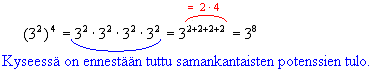 = 2 · 4
(3²)⁴ = 3² · 3² · 3² · 3² = 3²⁺²⁺²⁺² = 3⁸
Kyseessä on ennestään tuttu samankantaisten potenssien tulo.